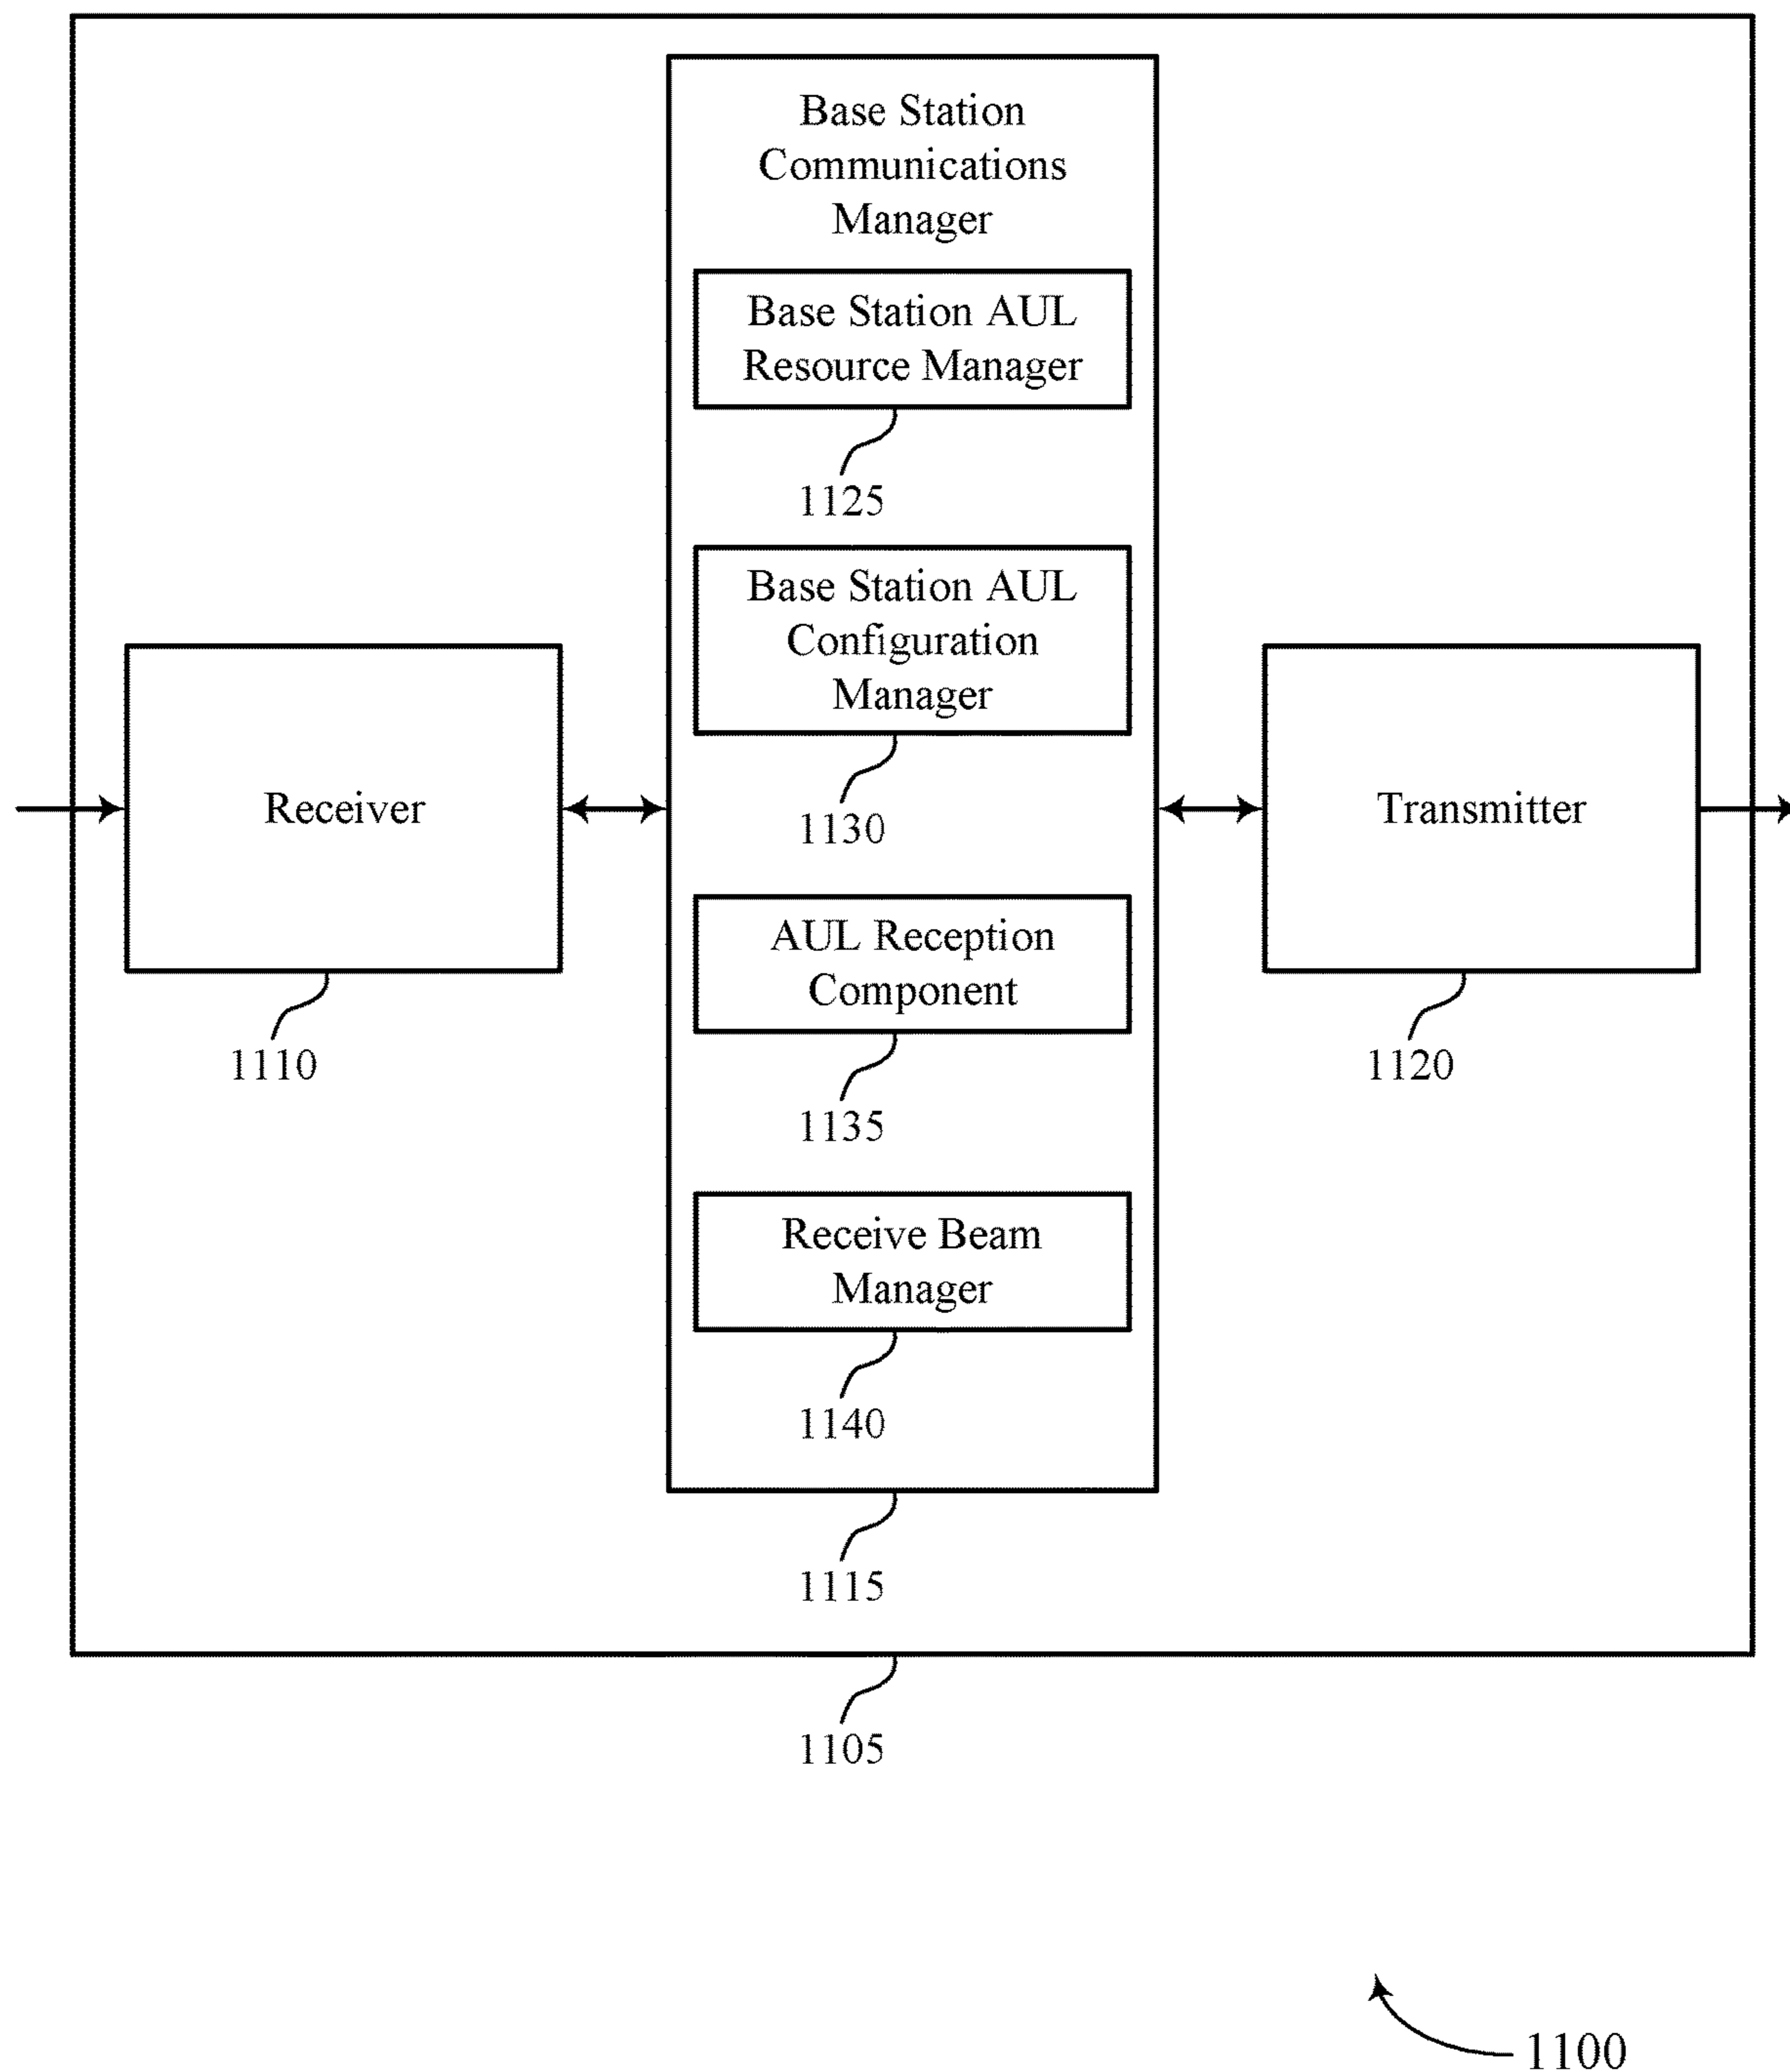 Base Station
Communications
Manager
Base Station AUL
Resource Manager
1125
Base Station AUL
Configuration
Manager
1130
Receiver
1110
Transmitter
1120
AUL Reception
Component
1135
Receive Beam
Manager
1140
1115
1105
1100